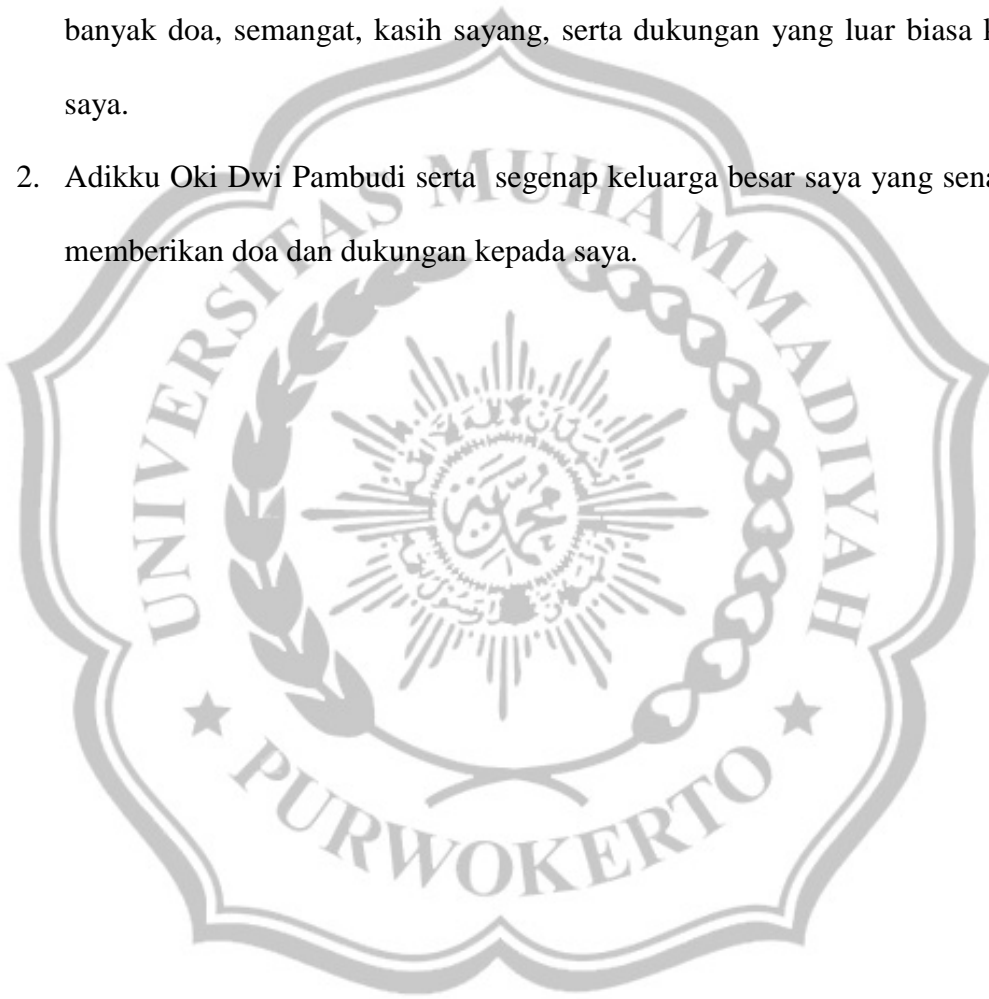 banyak doa, semangat, kasih sayang, serta dukungan yang luar biasa
saya.
2. Adikku Oki Dwi Pambudi serta segenap keluarga besar saya yang
memberikan doa dan dukungan kepada saya.
UNIVERSITAS MUHAMMADIYAH
PURWOKERTO